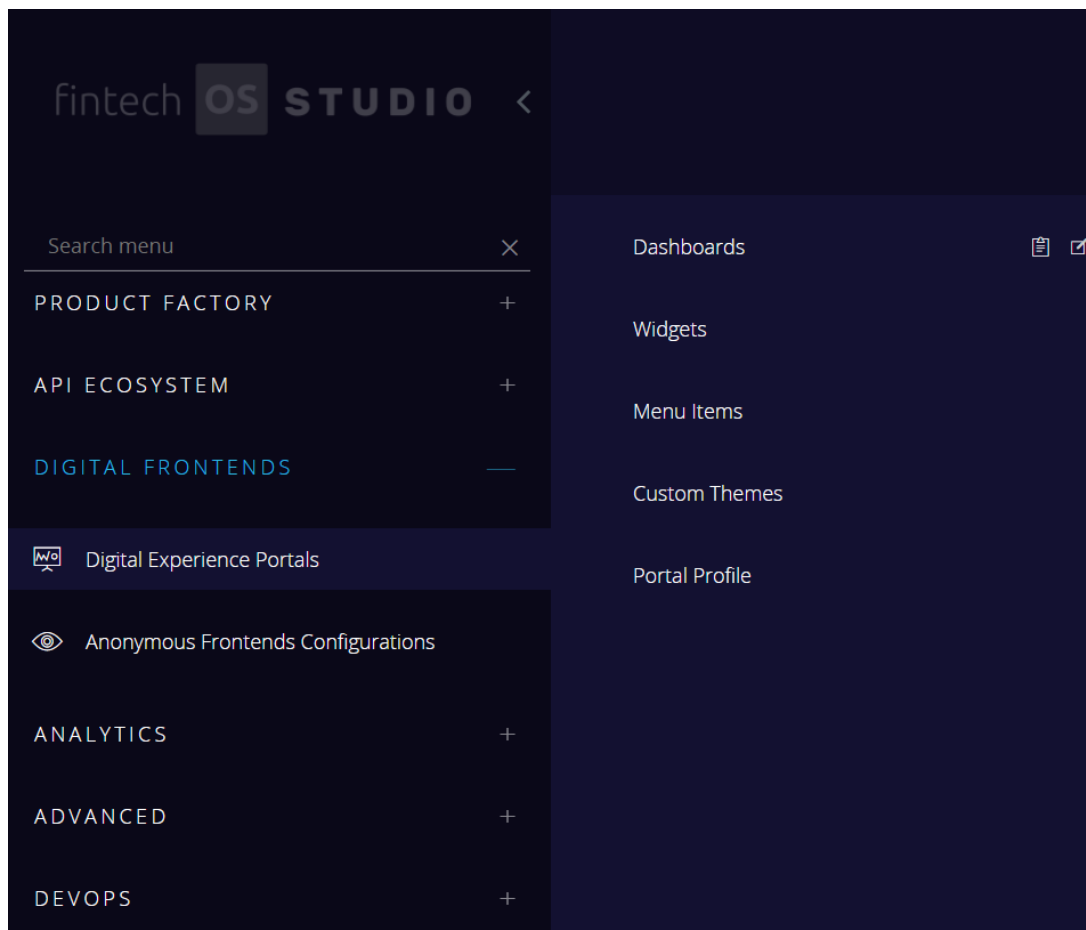 fintech OS STUDIO
Search menu
PRODUCT FACTORY
API ECOSYSTEM
DIGITAL FRONTENDS
Digital Experience Portals
Anonymous Frontends Configurations
ANALYTICS
ADVANCED
DEVOPS
Dashboards
Widgets
Menu Items
Custom Themes
Portal Profile